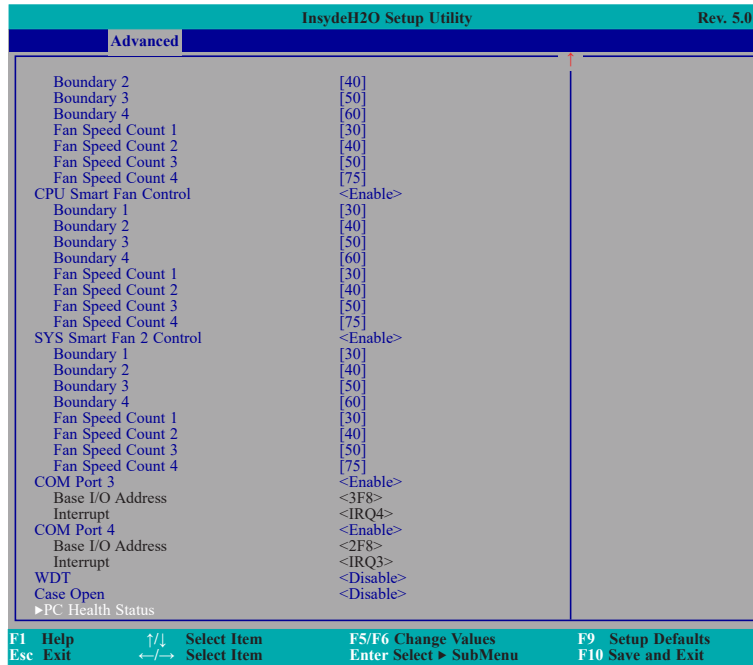 InsydeH2O Setup Utility Rev. 5.0
Advanced
↑
Boundary 2 [40]
Boundary 3 [50]
Boundary 4 [60]
Fan Speed Count 1 [30]
Fan Speed Count 2 [40]
Fan Speed Count 3 [50]
Fan Speed Count 4 [75]
CPU Smart Fan Control <Enable>
Boundary 1 [30]
Boundary 2 [40]
Boundary 3 [50]
Boundary 4 [60]
Fan Speed Count 1 [30]
Fan Speed Count 2 [40]
Fan Speed Count 3 [50]
Fan Speed Count 4 [75]
SYS Smart Fan 2 Control <Enable>
Boundary 1 [30]
Boundary 2 [40]
Boundary 3 [50]
Boundary 4 [60]
Fan Speed Count 1 [30]
Fan Speed Count 2 [40]
Fan Speed Count 3 [50]
Fan Speed Count 4 [75]
COM Port 3 <Enable>
Base I/O Address <3F8>
Interrupt <IRQ4>
COM Port 4 <Enable>
Base I/O Address <2F8>
Interrupt <IRQ3>
WDT <Disable>
Case Open <Disable>
►PC Health Status
F1 Help ↑/↓ Select Item F5/F6 Change Values F9 Setup Defaults
Esc Exit ←/→ Select Item Enter Select ► SubMenu F10 Save and Exit